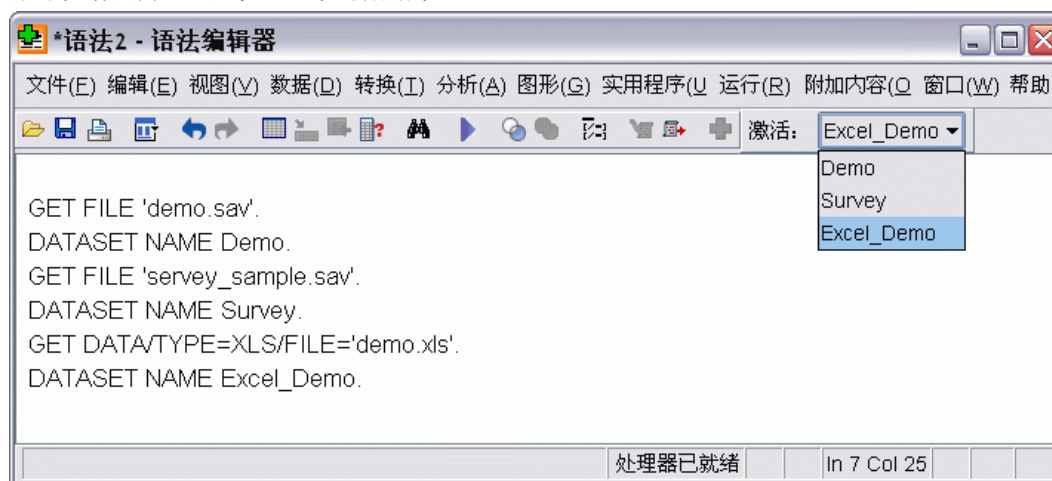 *语法2 - 语法编辑器
文件(F) 编辑(E) 视图(V) 数据(D) 转换(T) 分析(A) 图形(G) 实用程序(U 运行(R) 附加内容(O 窗口(W) 帮助
激活： Excel_Demo
Demo
Survey
Excel_Demo
GET FILE 'demo.sav'.
DATASET NAME Demo.
GET FILE 'servey_sample.sav'.
DATASET NAME Survey.
GET DATA/TYPE=XLS/FILE='demo.xls'.
DATASET NAME Excel_Demo.
处理器已就绪 In 7 Col 25